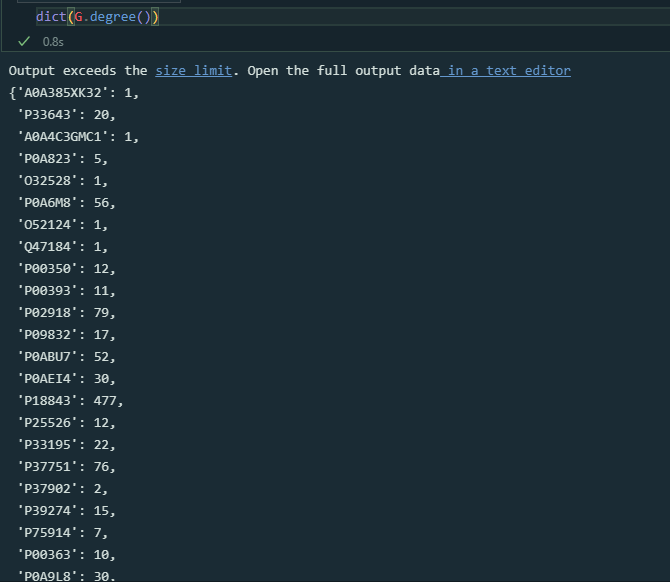 dict(G.degree())
0.8s
Output exceeds the size limit. Open the full output data in a text editor
{'A0A385XK32': 1,
 'P33643': 20,
 'A0A4C3GMC1': 1,
 'P0A823': 5,
 'O32528': 1,
 'P0A6M8': 56,
 'O52124': 1,
 'Q47184': 1,
 'P00350': 12,
 'P00393': 11,
 'P02918': 79,
 'P09832': 17,
 'P0ABU7': 52,
 'P0AEI4': 30,
 'P18843': 477,
 'P25526': 12,
 'P33195': 22,
 'P37751': 76,
 'P37902': 2,
 'P39274': 15,
 'P75914': 7,
 'P00363': 10,
 'P0A9L8': 30,